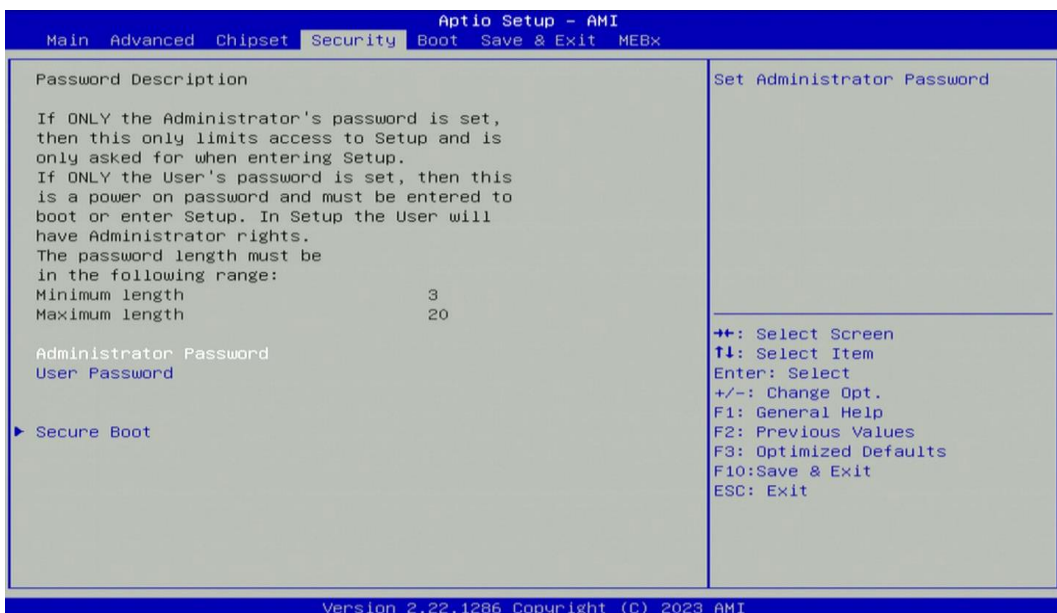 Aptio Setup – AMI
Main Advanced Chipset Security Boot Save & Exit MEBx
Password Description
If ONLY the Administrator's password is set,
then this only limits access to Setup and is
only asked for when entering Setup.
If ONLY the User's password is set, then this
is a power on password and must be entered to
boot or enter Setup. In Setup the User will
have Administrator rights.
The password length must be
in the following range:
Minimum length 3
Maximum length 20
Administrator Password
User Password
► Secure Boot
Set Administrator Password
→←: Select Screen
↑↓: Select Item
Enter: Select
+/-: Change Opt.
F1: General Help
F2: Previous Values
F3: Optimized Defaults
F10:Save & Exit
ESC: Exit
Version 2.22.1286 Copyright (C) 2023 AMI